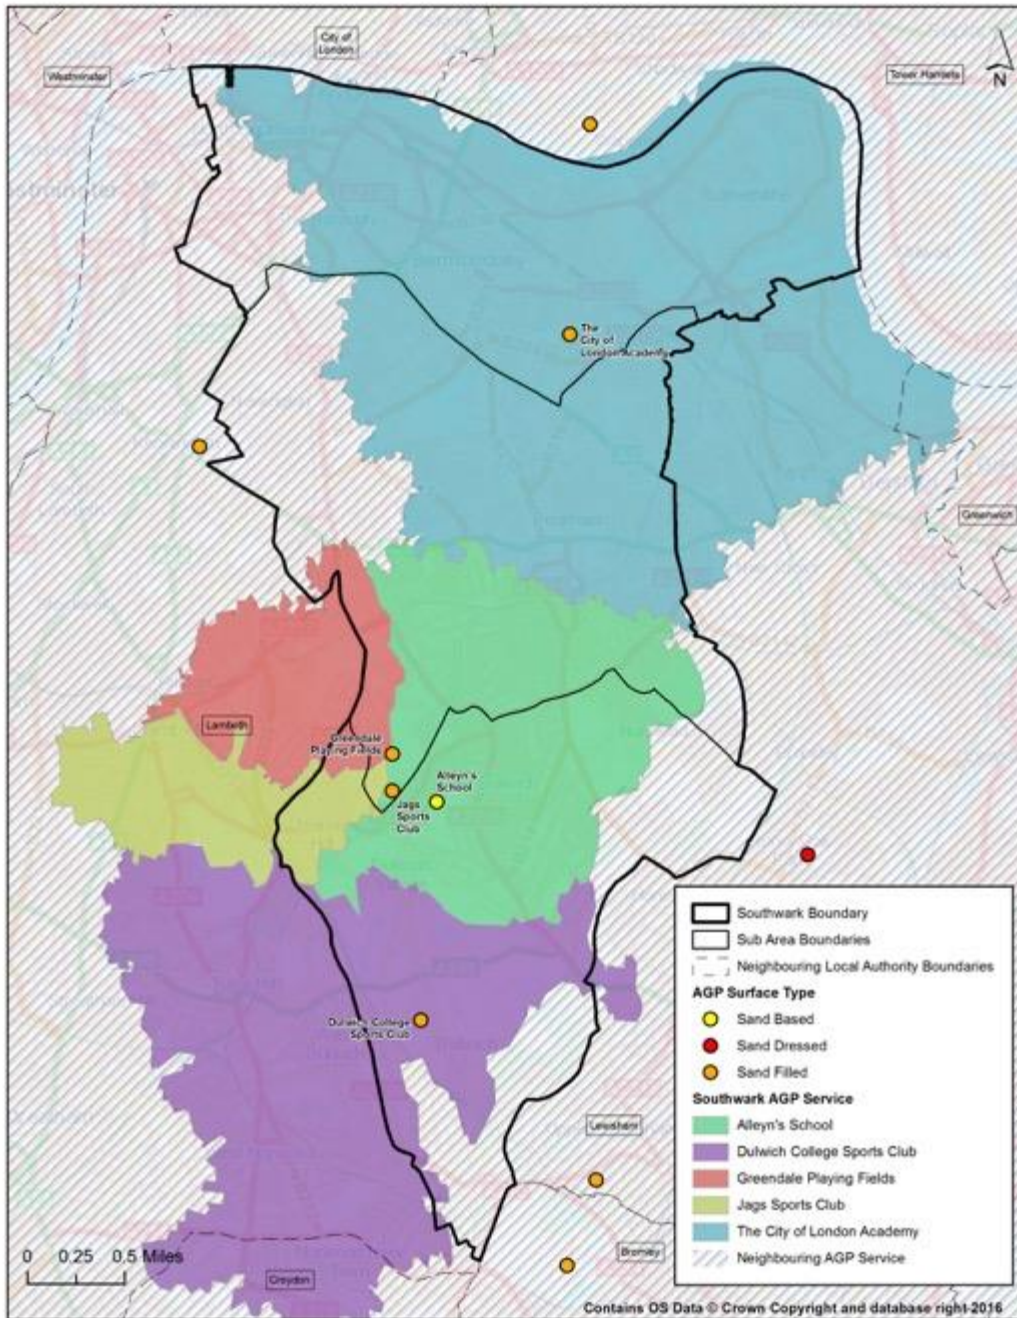 City of
London
Westminster
Tower Hamlets
N
The
City of
London Academy
Greenwich
Lambeth
Greendale
Playing Fields
Alleyn's
School
Jags
Sports
Club
Dulwich College
Sports Club
Lewisham
Bromley
Croydon
0 0.25 0.5 Miles
Southwark Boundary
Sub Area Boundaries
Neighbouring Local Authority Boundaries
AGP Surface Type
Sand Based
Sand Dressed
Sand Filled
Southwark AGP Service
Alleyn's School
Dulwich College Sports Club
Greendale Playing Fields
Jags Sports Club
The City of London Academy
Neighbouring AGP Service
Contains OS Data © Crown Copyright and database right 2016